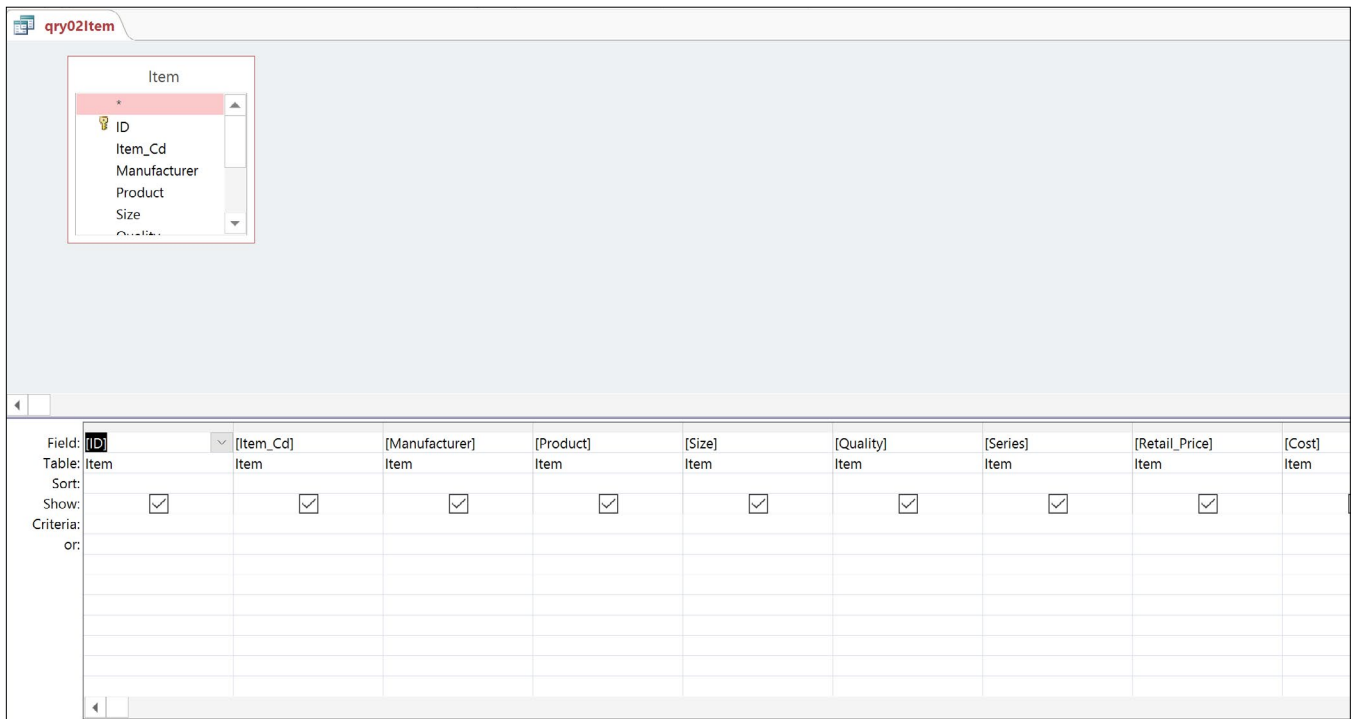 qry02Item
Item
*
ID
Item_Cd
Manufacturer
Product
Size
Quality
Field: [ID] [Item_Cd] [Manufacturer] [Product] [Size] [Quality] [Series] [Retail_Price] [Cost]
Table: Item Item Item Item Item Item Item Item Item
Sort:
Show:
Criteria:
or: